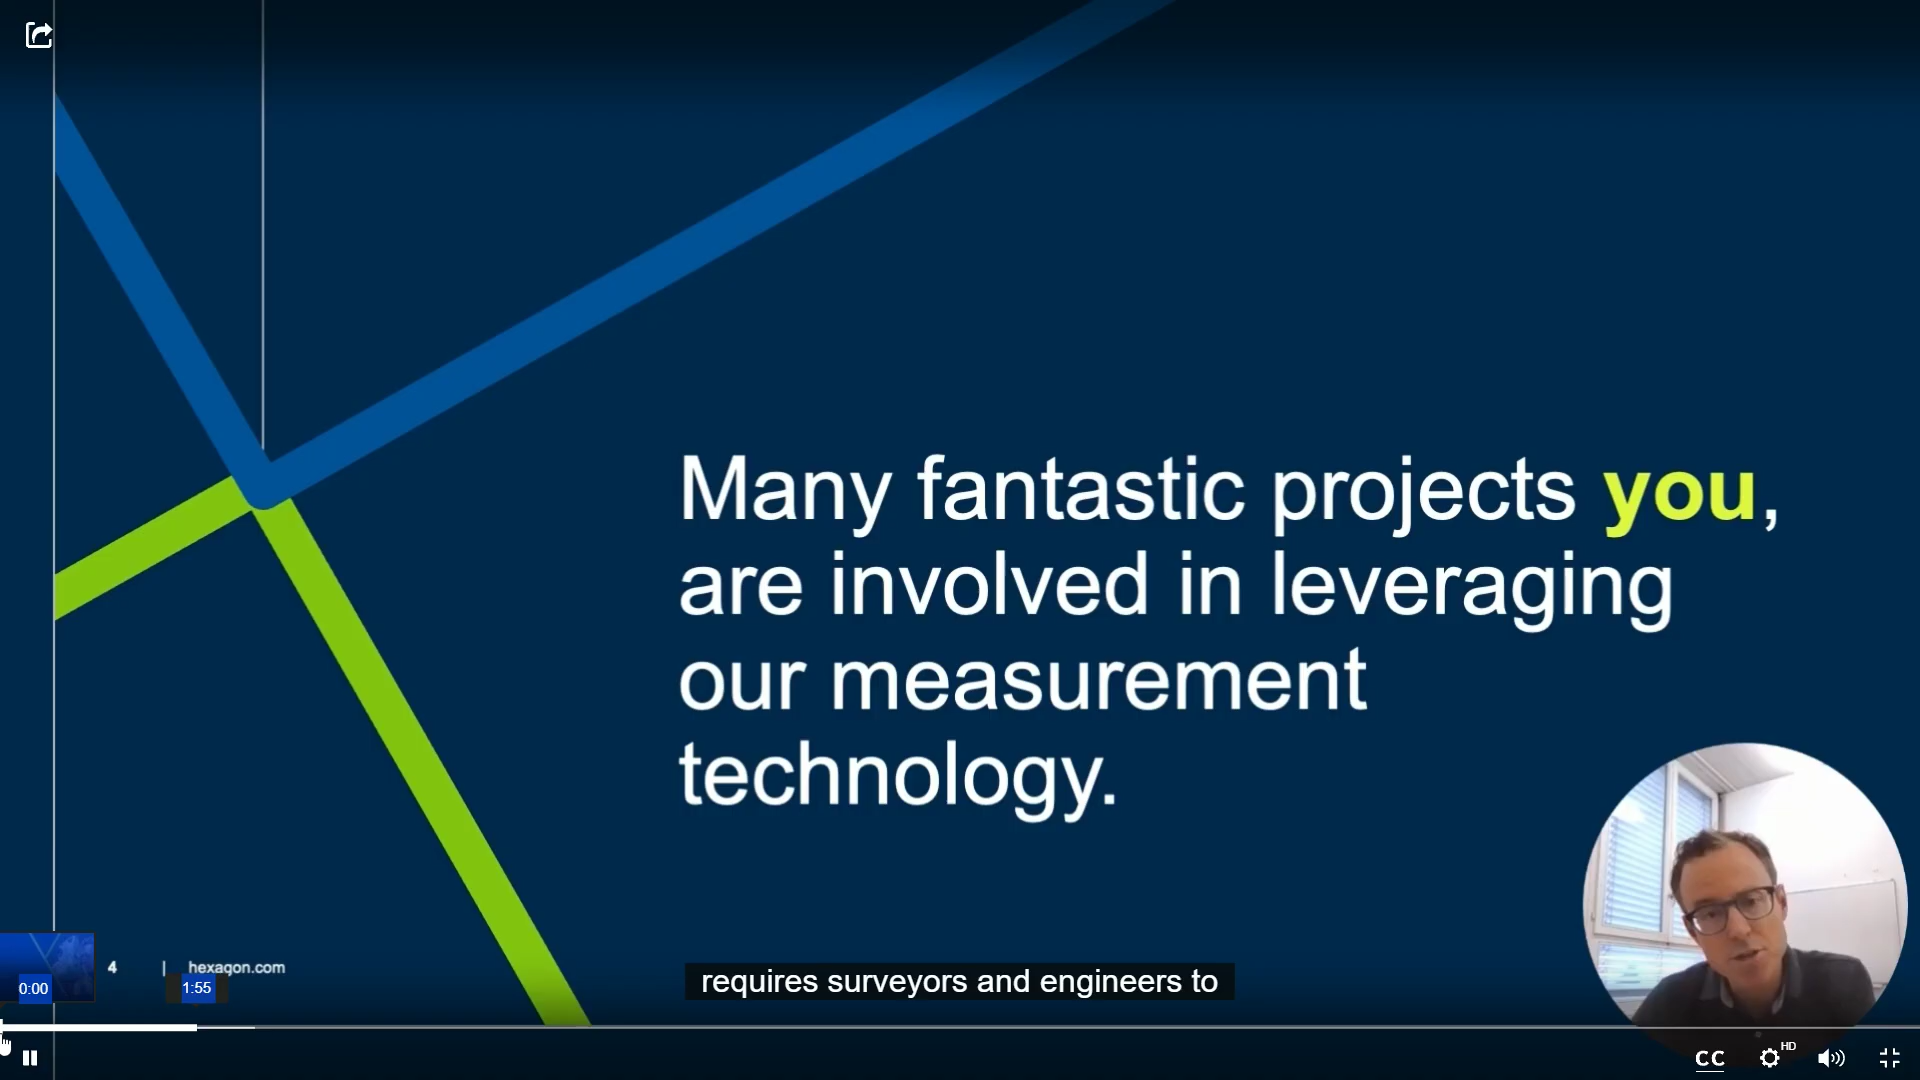 Many fantastic projects you,
are involved in leveraging
our measurement
technology.
4 | hexagon.com
0:00
1:55
requires surveyors and engineers to
CC
HD